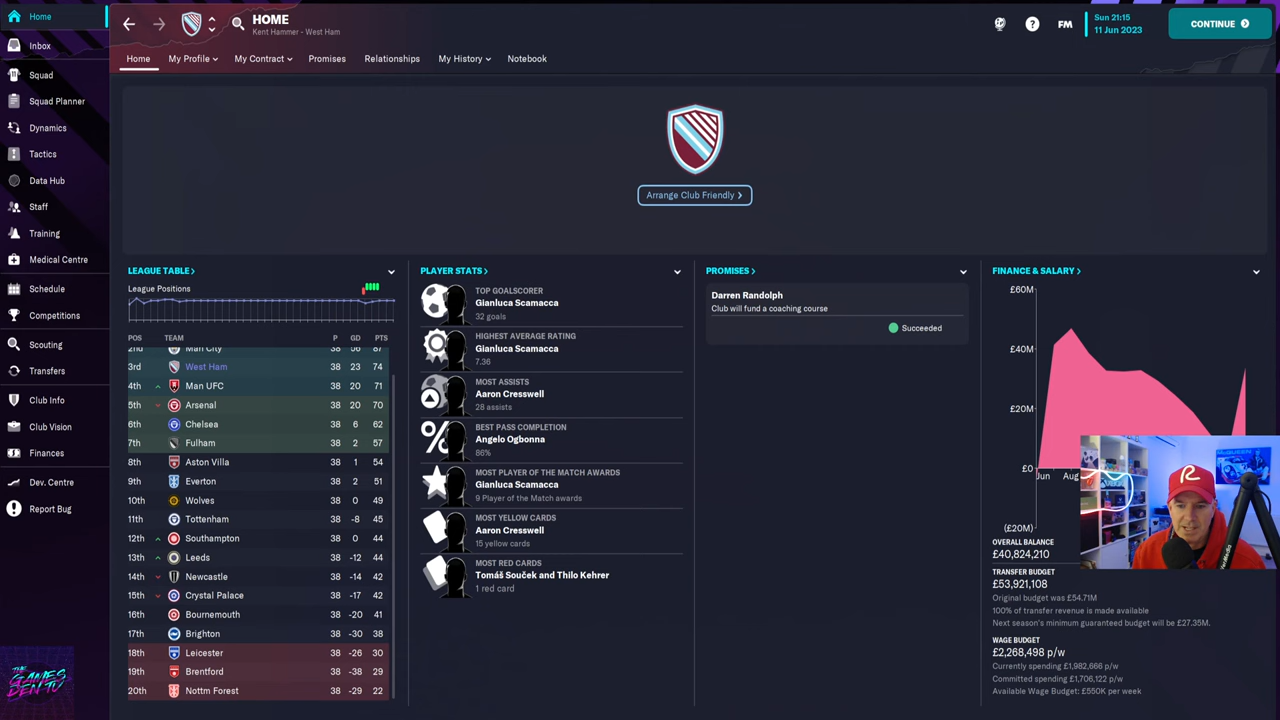 Home
HOME
Kent Hammer - West Ham
FM
Sun 21:15
11 Jun 2023
CONTINUE
Inbox
Squad
Squad Planner
Dynamics
Tactics
Data Hub
Staff
Training
Medical Centre
Schedule
Competitions
Scouting
Transfers
Club Info
Club Vision
Finances
Dev. Centre
Report Bug
Home My Profile My Contract Promises Relationships My History Notebook
Arrange Club Friendly >
LEAGUE TABLE >
League Positions
POS TEAM P GD PTS
2nd Man City 38 56 87
3rd West Ham 38 23 74
4th Man UFC 38 20 71
5th Arsenal 38 20 70
6th Chelsea 38 6 62
7th Fulham 38 2 57
8th Aston Villa 38 1 54
9th Everton 38 2 51
10th Wolves 38 0 49
11th Tottenham 38 -8 45
12th Southampton 38 0 44
13th Leeds 38 -12 44
14th Newcastle 38 -14 42
15th Crystal Palace 38 -17 42
16th Bournemouth 38 -20 41
17th Brighton 38 -30 38
18th Leicester 38 -26 30
19th Brentford 38 -38 29
20th Nottm Forest 38 -29 22
PLAYER STATS >
TOP GOALSCORER
Gianluca Scamacca
32 goals
HIGHEST AVERAGE RATING
Gianluca Scamacca
7.36
MOST ASSISTS
Aaron Cresswell
28 assists
BEST PASS COMPLETION
Angelo Ogbonna
86%
MOST PLAYER OF THE MATCH AWARDS
Gianluca Scamacca
9 Player of the Match awards
MOST YELLOW CARDS
Aaron Cresswell
15 yellow cards
MOST RED CARDS
Tomáš Souček and Thilo Kehrer
1 red card
PROMISES >
Darren Randolph
Club will fund a coaching course
Succeeded
FINANCE & SALARY >
£60M
£40M
£20M
£0
(£20M)
Jun Aug
OVERALL BALANCE
£40,824,210
TRANSFER BUDGET
£53,921,108
Original budget was £54.71M
100% of transfer revenue is made available
Next season's minimum guaranteed budget will be £27.35M.
WAGE BUDGET
£2,268,498 p/w
Currently spending £1,982,666 p/w
Committed spending £1,706,122 p/w
Available Wage Budget: £550K per week
THE
GAMES
BEN TV
R